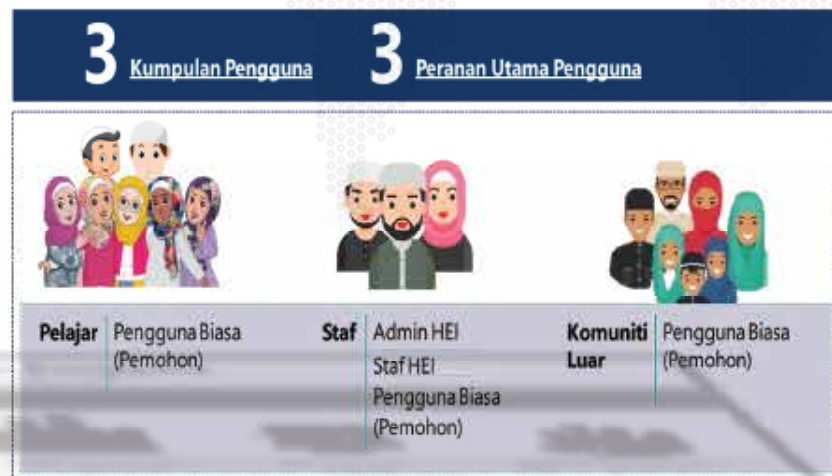 3 Kumpulan Pengguna 3 Peranan Utama Pengguna
Pelajar
Pengguna Biasa
(Pemohon)
Staf
Admin HEI
Staf HEI
Pengguna Biasa
(Pemohon)
Komuniti
Luar
Pengguna Biasa
(Pemohon)